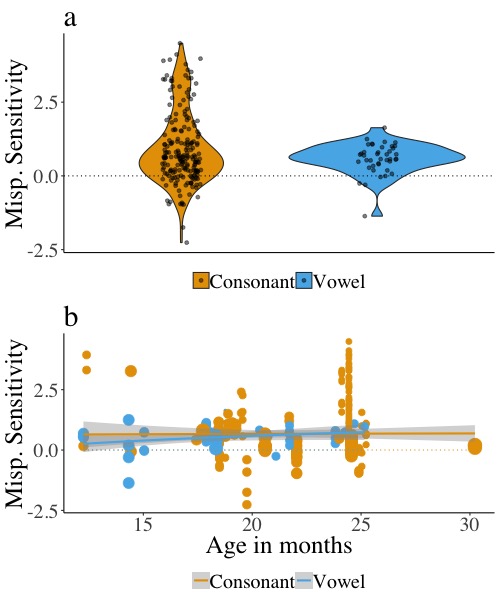 a
Misp. Sensitivity
2.5
0.0
-2.5
Consonant Vowel
b
Misp. Sensitivity
2.5
0.0
-2.5
15 20 25 30
Age in months
Consonant Vowel